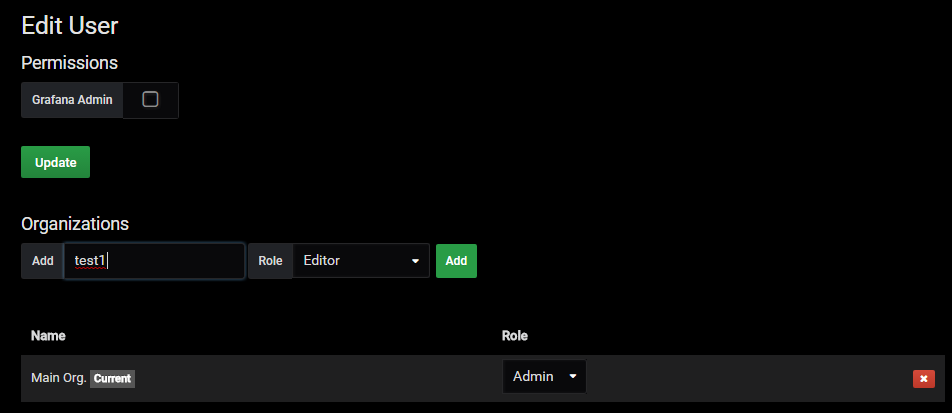 Edit User
Permissions
Grafana Admin
Update
Organizations
Add test1 Role Editor Add
Name Role
Main Org. Current Admin